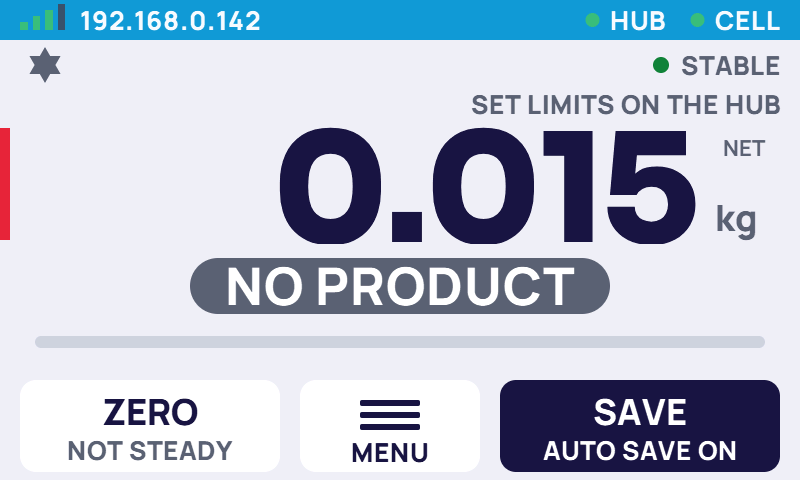 192.168.0.142
HUB
CELL
STABLE
SET LIMITS ON THE HUB
0.015
NET
kg
NO PRODUCT
ZERO
NOT STEADY
MENU
SAVE
AUTO SAVE ON